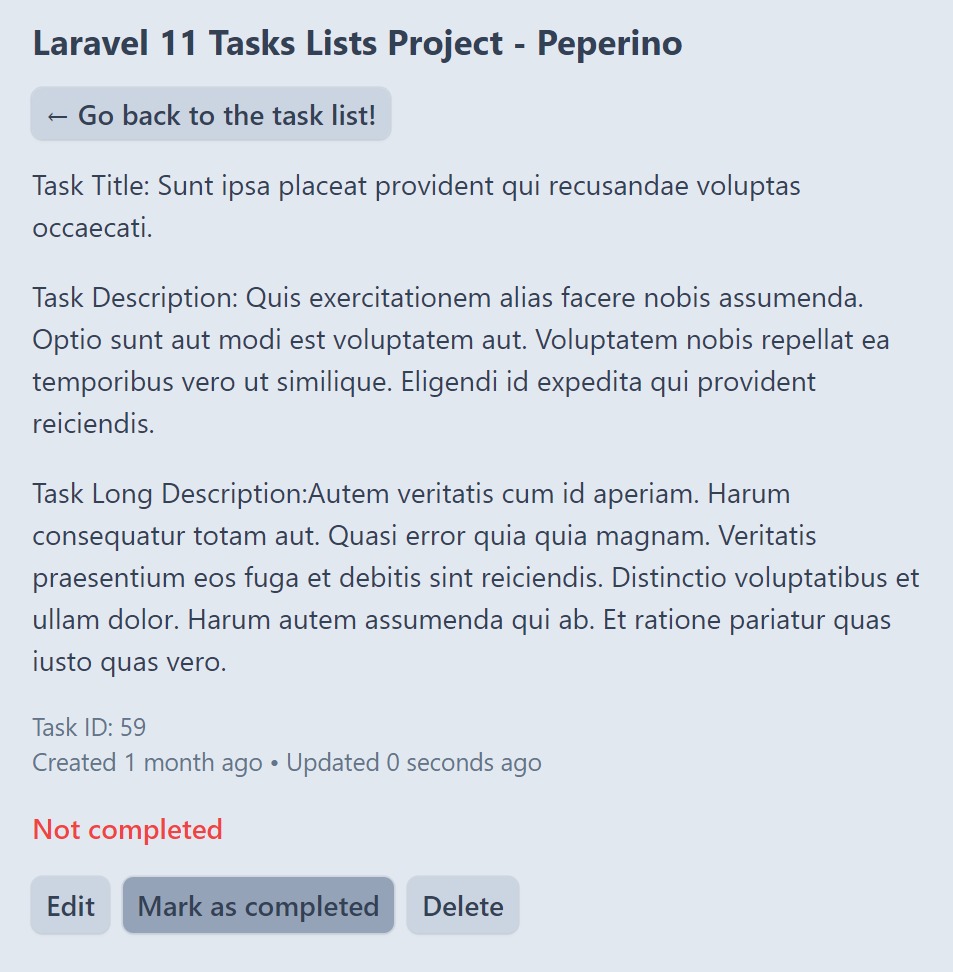 Laravel 11 Tasks Lists Project - Peperino
← Go back to the task list!
Task Title: Sunt ipsa placeat provident qui recusandae voluptas
occaecati.
Task Description: Quis exercitationem alias facere nobis assumenda.
Optio sunt aut modi est voluptatem aut. Voluptatem nobis repellat ea
temporibus vero ut similique. Eligendi id expedita qui provident
reiciendis.
Task Long Description:Autem veritatis cum id aperiam. Harum
consequatur totam aut. Quasi error quia quia magnam. Veritatis
praesentium eos fuga et debitis sint reiciendis. Distinctio voluptatibus et
ullam dolor. Harum autem assumenda qui ab. Et ratione pariatur quas
iusto quas vero.
Task ID: 59
Created 1 month ago • Updated 0 seconds ago
Not completed
Edit Mark as completed Delete